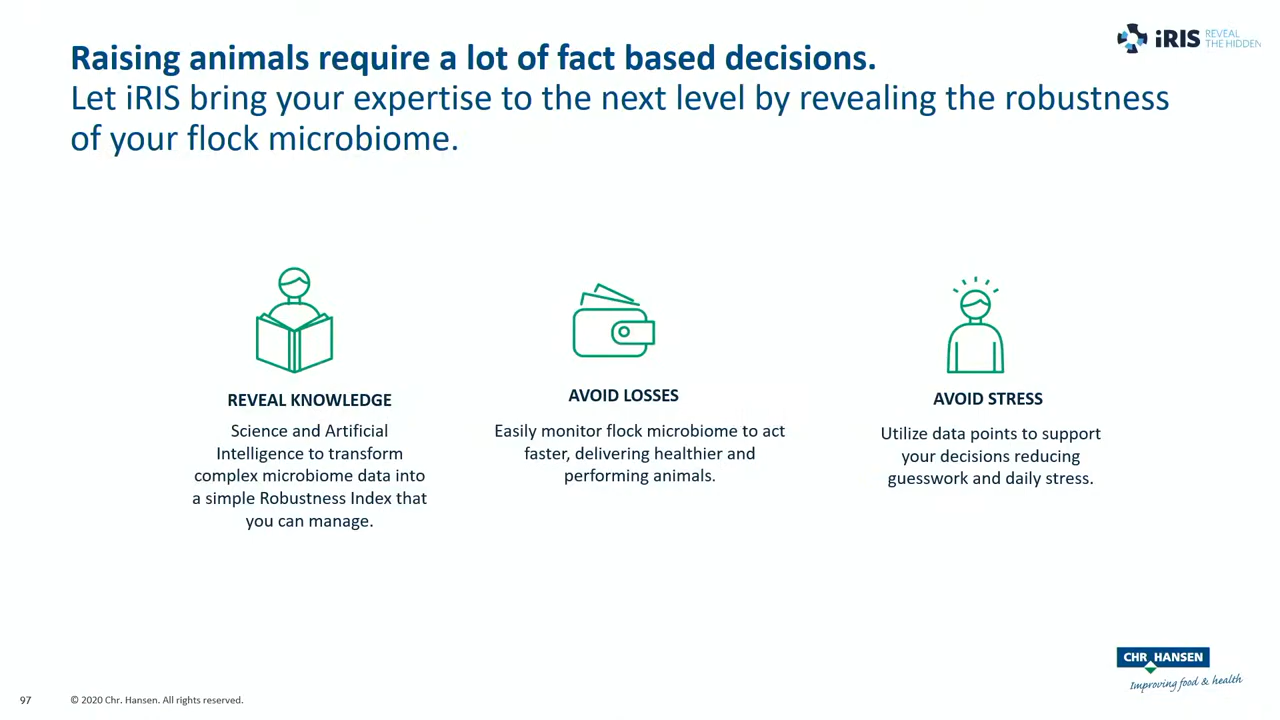 Raising animals require a lot of fact based decisions.
Let iRIS bring your expertise to the next level by revealing the robustness
of your flock microbiome.
iRIS
REVEAL
THE HIDDEN
REVEAL KNOWLEDGE
Science and Artificial
Intelligence to transform
complex microbiome data into
a simple Robustness Index that
you can manage.
AVOID LOSSES
Easily monitor flock microbiome to act
faster, delivering healthier and
performing animals.
AVOID STRESS
Utilize data points to support
your decisions reducing
guesswork and daily stress.
CHR HANSEN
Improving food & health
97
© 2020 Chr. Hansen. All rights reserved.